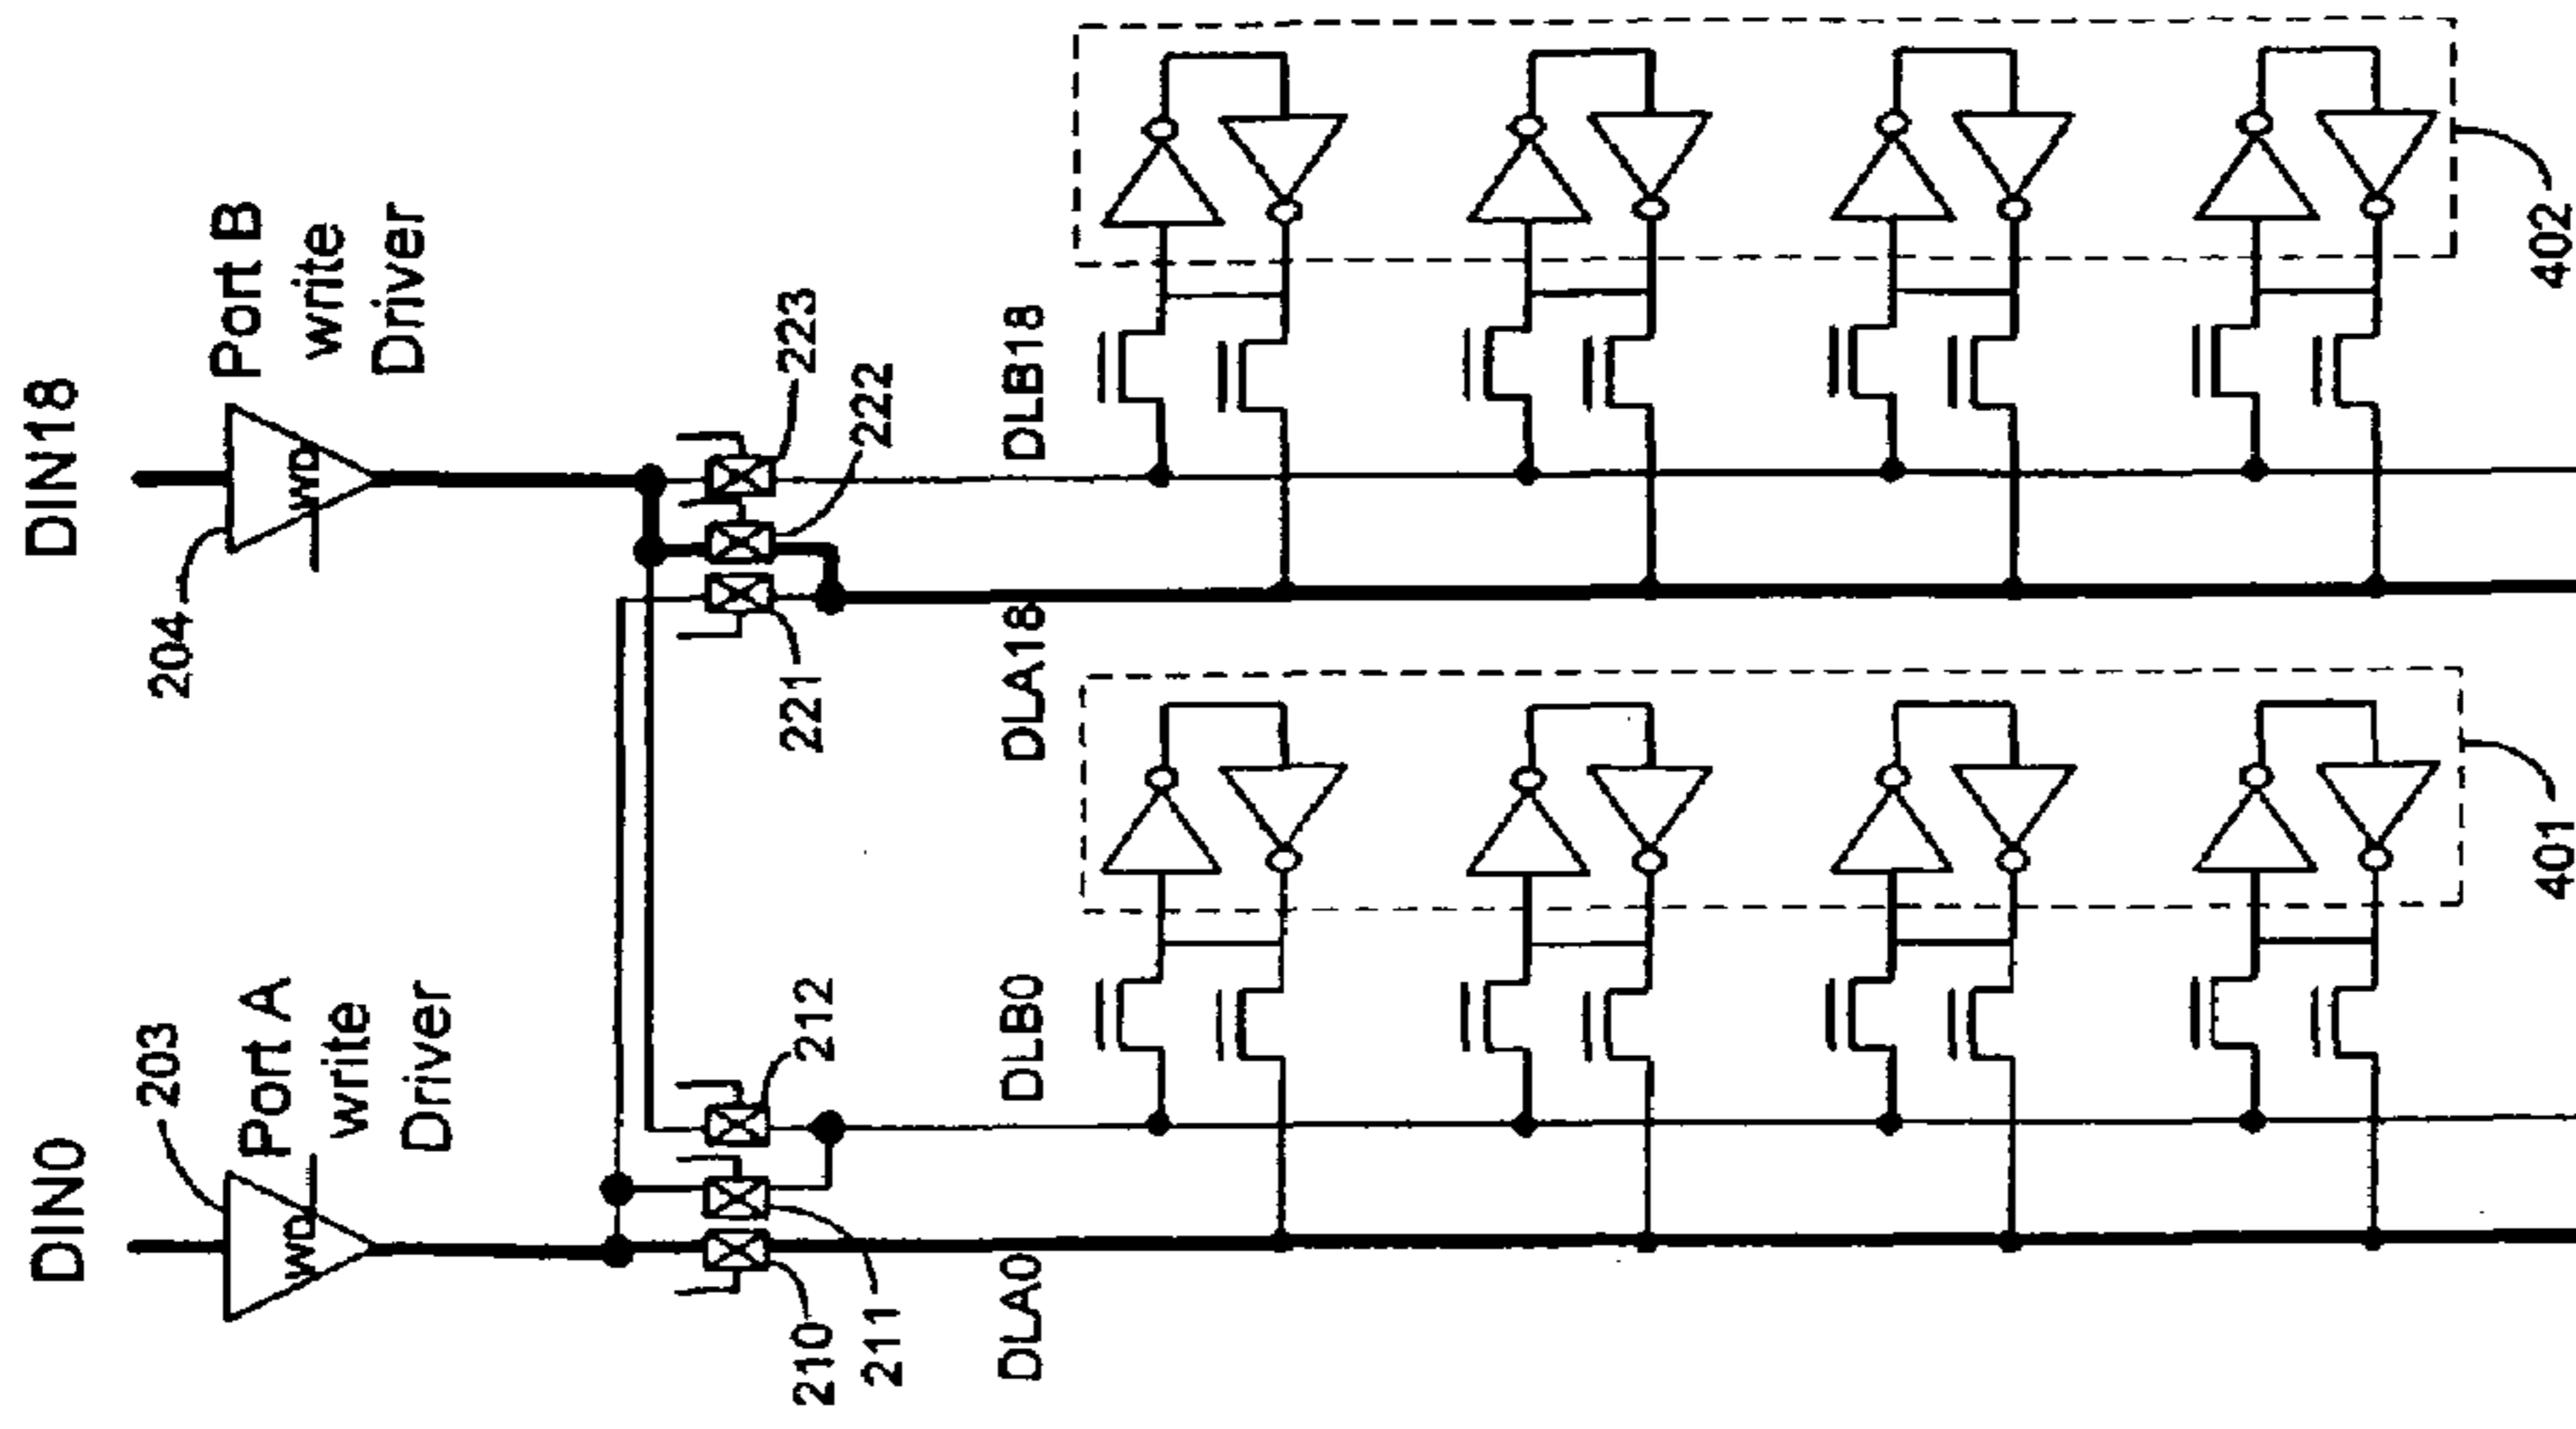 DIN0
DIN18
203
Port A
write
Driver
WD
204
Port B
write
Driver
WD
210
211
212
221
222
223
DLA0
DLB0
DLA18
DLB18
401
402